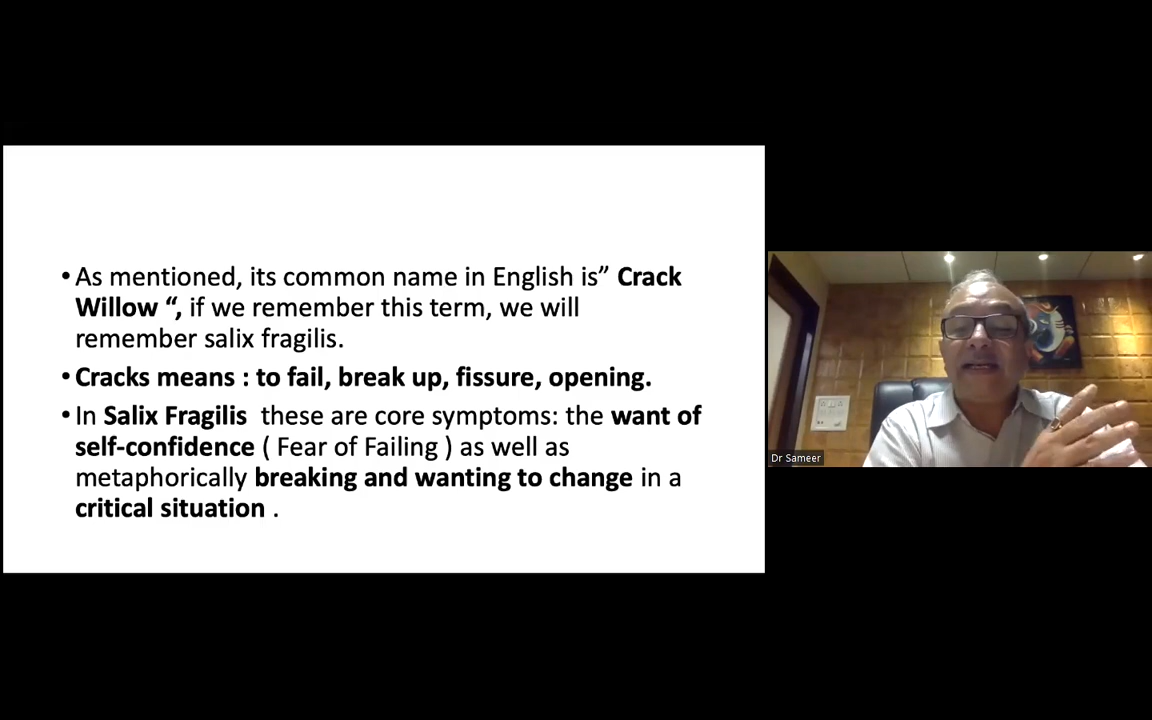 • As mentioned, its common name in English is” Crack
Willow “, if we remember this term, we will
remember salix fragilis.
• Cracks means : to fail, break up, fissure, opening.
• In Salix Fragilis these are core symptoms: the want of
self-confidence ( Fear of Failing ) as well as
metaphorically breaking and wanting to change in a
critical situation .
Dr Sameer